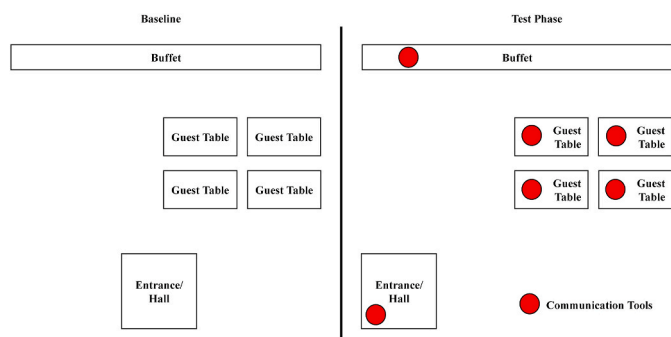 Baseline
Test Phase
Buffet
Buffet
Guest Table
Guest Table
Guest
Table
Guest
Table
Guest Table
Guest Table
Guest
Table
Guest
Table
Entrance/
Hall
Entrance/
Hall
Communication Tools